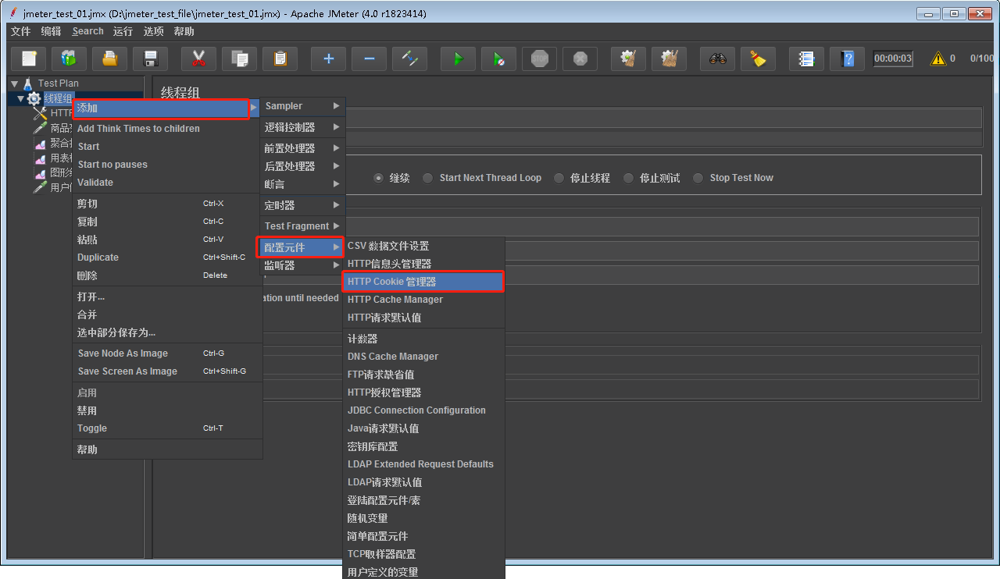 jmeter_test_01.jmx (D:\jmeter_test_file\jmeter_test_01.jmx) - Apache JMeter (4.0 r1823414)
文件 编辑 Search 运行 选项 帮助
STOP 00:00:03 0 0/100
Test Plan
线程组
HTTP
商品
聚合
用表
图形
用户
线程组
添加
Add Think Times to children
Start
Start no pauses
Validate
剪切 Ctrl-X
复制 Ctrl-C
粘贴 Ctrl-V
Duplicate Ctrl+Shift-C
删除 Delete
打开...
合并
选中部分保存为...
Save Node As Image Ctrl-G
Save Screen As Image Ctrl+Shift-G
启用
禁用
Toggle Ctrl-T
帮助
Sampler
逻辑控制器
前置处理器
后置处理器
断言
定时器
Test Fragment
配置元件
监听器
继续 Start Next Thread Loop 停止线程 停止测试 Stop Test Now
ation until needed
CSV 数据文件设置
HTTP信息头管理器
HTTP Cookie 管理器
HTTP Cache Manager
HTTP请求默认值
计数器
DNS Cache Manager
FTP请求缺省值
HTTP授权管理器
JDBC Connection Configuration
Java请求默认值
密钥库配置
LDAP Extended Request Defaults
LDAP请求默认值
登陆配置元件/素
随机变量
简单配置元件
TCP取样器配置
用户定义的变量